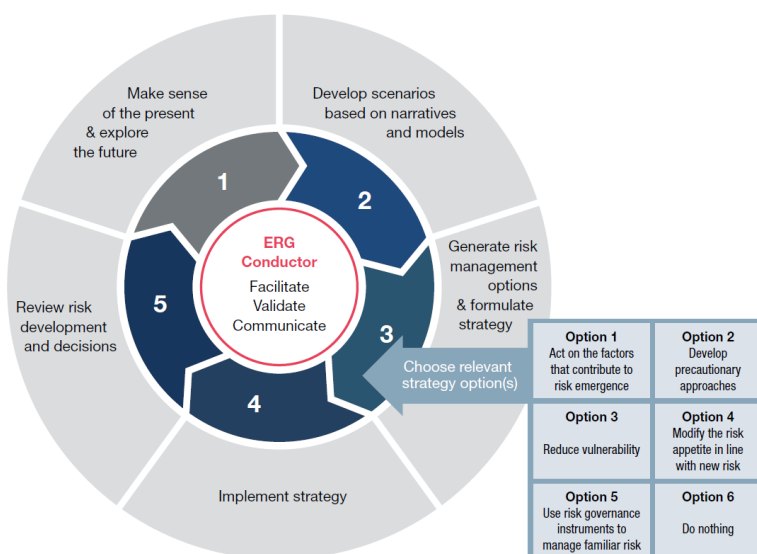 Make sense
of the present
& explore
the future
1
Develop scenarios
based on narratives
and models
2
Generate risk
management
options
& formulate
strategy
3
Choose relevant
strategy option(s)
Option 1
Act on the factors
that contribute to
risk emergence
Option 2
Develop
precautionary
approaches
Option 3
Reduce vulnerability
Option 4
Modify the risk
appetite in line
with new risk
Option 5
Use risk governance
instruments to
manage familiar risk
Option 6
Do nothing
Implement strategy
4
Review risk
development
and decisions
5
ERG
Conductor
Facilitate
Validate
Communicate